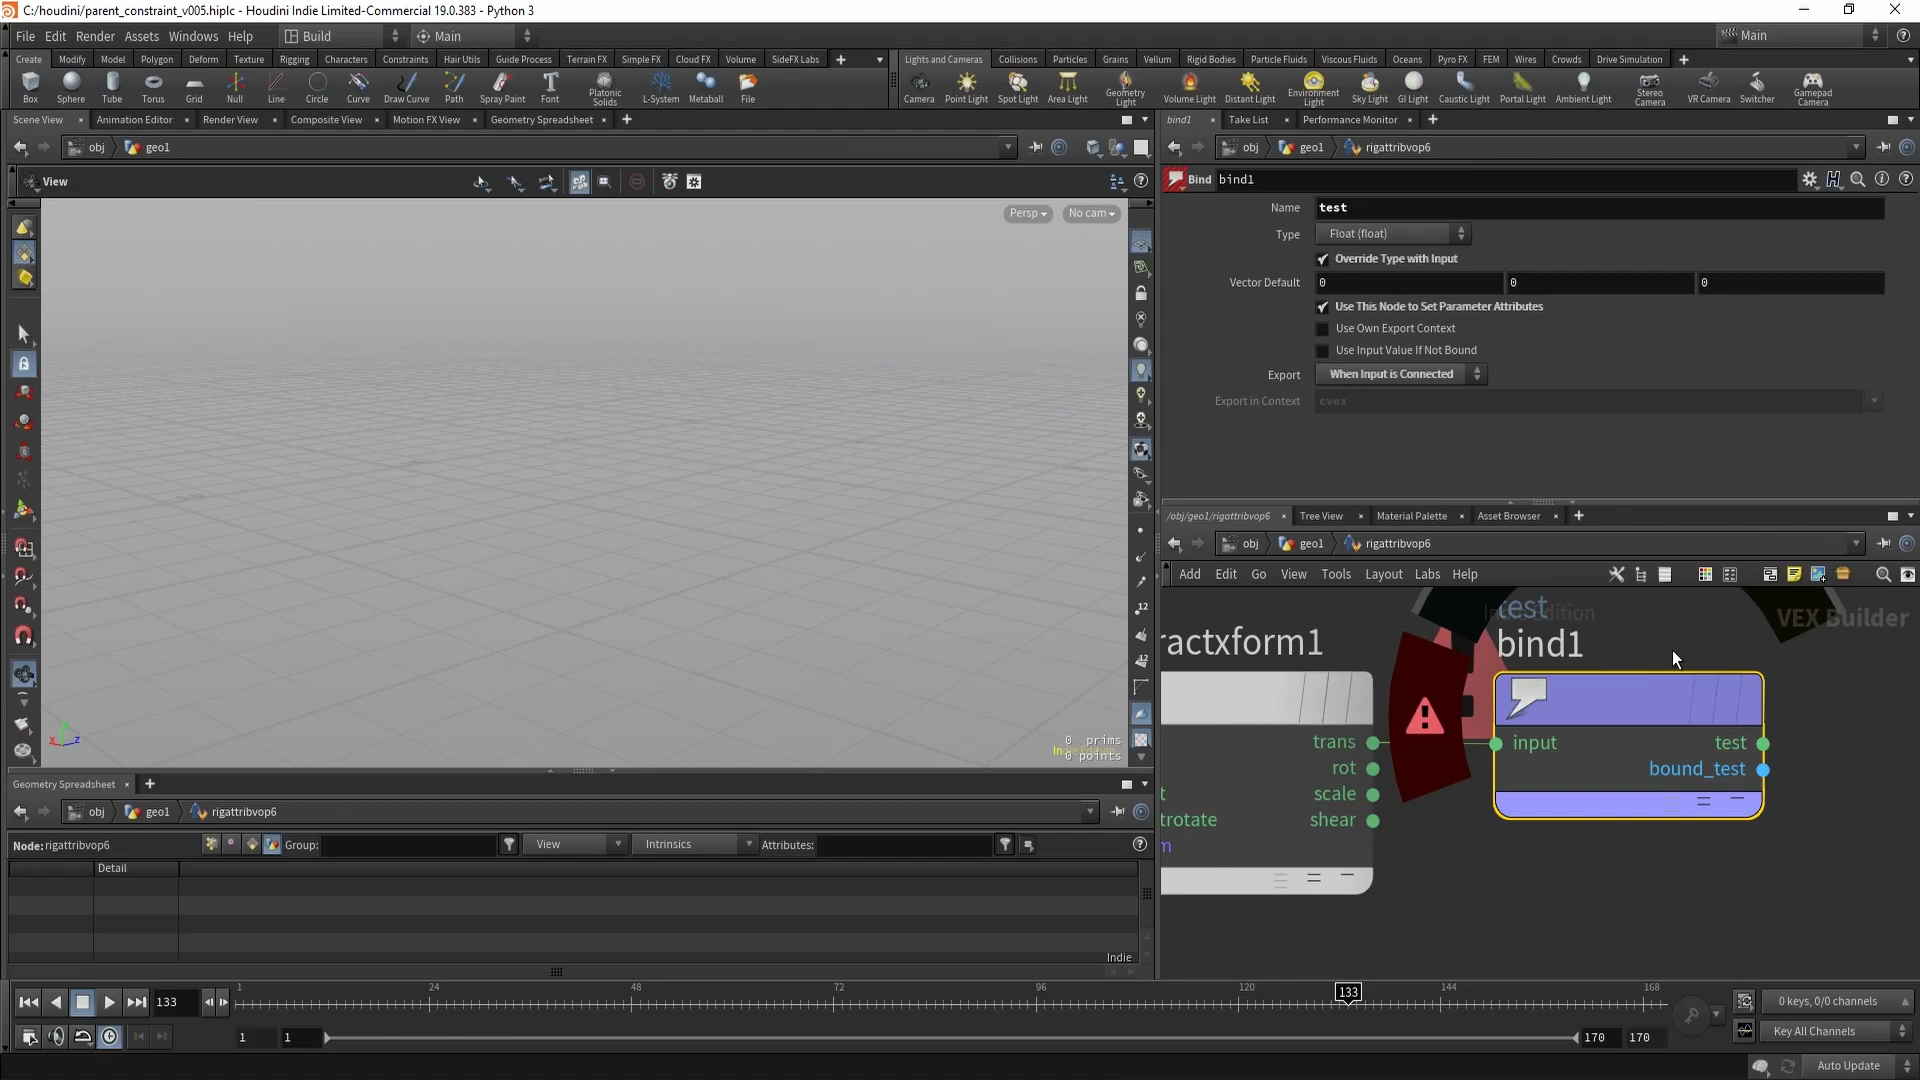 C:/houdini/parent_constraint_v005.hiplc - Houdini Indie Limited-Commercial 19.0.383 - Python 3
File Edit Render Assets Windows Help Build Main Main
Create Modify Model Polygon Deform Texture Rigging Characters Constraints Hair Utils Guide Process Terrain FX Simple FX Cloud FX Volume SideFX Labs
Lights and Cameras Collisions Particles Grains Vellum Rigid Bodies Particle Fluids Viscous Fluids Oceans Pyro FX FEM Wires Crowds Drive Simulation
Box Sphere Tube Torus Grid Null Line Circle Curve Draw Curve Path Spray Paint Font Platonic Solids L-System Metaball File
Camera Point Light Spot Light Area Light Geometry Light Volume Light Distant Light Environment Light Sky Light GI Light Caustic Light Portal Light Ambient Light Stereo Camera VR Camera Switcher Gamepad Camera
Scene View Animation Editor Render View Composite View Motion FX View Geometry Spreadsheet
bind1 Take List Performance Monitor
obj geo1
obj geo1 rigattribvop6
View
Bind bind1
Persp No cam
Name test
Type Float (float)
Override Type with Input
Vector Default 0 0 0
Use This Node to Set Parameter Attributes
Use Own Export Context
Use Input Value If Not Bound
Export When Input is Connected
Export in Context cvex
/obj/geo1/rigattribvop6 Tree View Material Palette Asset Browser
obj geo1 rigattribvop6
Add Edit Go View Tools Layout Labs Help
test
VEX Builder
ractxform1
bind1
trans
rot
scale
trotate shear
input test
bound_test
x z
0 prims
0 points
Geometry Spreadsheet
obj geo1 rigattribvop6
Node: rigattribvop6 Group: View Intrinsics Attributes:
Detail
Indie
133
1 24 48 72 96 120 133 144 168
0 keys, 0/0 channels
1 1 170 170
Key All Channels
Auto Update